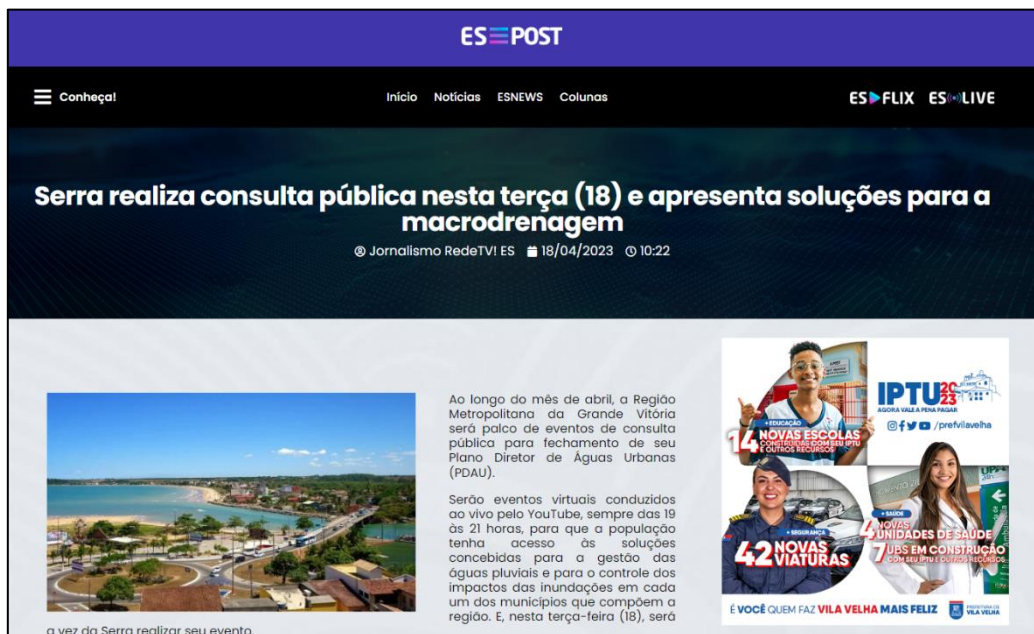 ES POST
Conheça!
Início Notícias ESNEWS Colunas
ES FLIX ES LIVE
Serra realiza consulta pública nesta terça (18) e apresenta soluções para a
macrodrenagem
Jornalismo RedeTV! ES 18/04/2023 10:22
Ao longo do mês de abril, a Região
Metropolitana da Grande Vitória
será palco de eventos de consulta
pública para fechamento de seu
Plano Diretor de Águas Urbanas
(PDAU).
Serão eventos virtuais conduzidos
ao vivo pelo YouTube, sempre das 19
às 21 horas, para que a população
tenha acesso às soluções
concebidas para a gestão das
águas pluviais e para o controle dos
impactos das inundações em cada
um dos municípios que compõem a
região. E, nesta terça-feira (18), será
a vez da Serra realizar seu evento.
IPTU 2023
AGORA VALE A PENA PAGAR
/prefvilavelha
+ EDUCAÇÃO
14 NOVAS ESCOLAS
CONSTRUÍDAS COM SEU IPTU
E OUTROS RECURSOS
+ SEGURANÇA
42 NOVAS
VIATURAS
+ SAÚDE
4 NOVAS
UNIDADES DE SAÚDE
7 UBS EM CONSTRUÇÃO
COM SEU IPTU E OUTROS RECURSOS
É VOCÊ QUEM FAZ VILA VELHA MAIS FELIZ
PREFEITURA DE
VILA VELHA